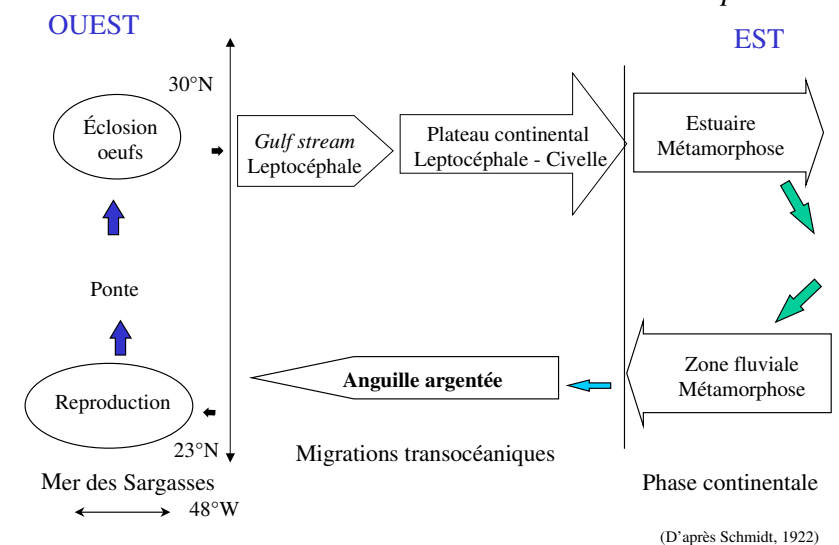 OUEST
EST
30°N
Éclosion
oeufs
Gulf stream
Leptocéphale
Plateau continental
Leptocéphale - Civelle
Estuaire
Métamorphose
Ponte
Reproduction
Anguille argentée
Zone fluviale
Métamorphose
23°N
Migrations transocéaniques
Mer des Sargasses
Phase continentale
48°W
(D'après Schmidt, 1922)